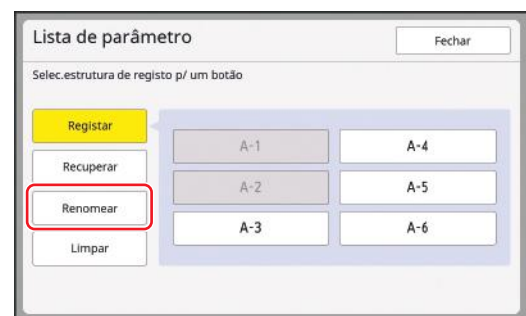 Lista de parâmetro
Fechar
Selec.estrutura de registo p/ um botão
Registar
Recuperar
Renomear
Limpar
A-1
A-4
A-2
A-5
A-3
A-6